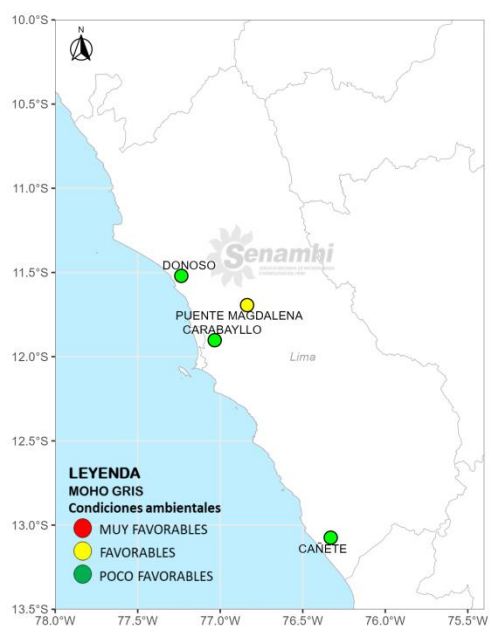 10.0°S
N
10.5°S
11.0°S
Senamhi
11.5°S
DONOSO
PUENTE MAGDALENA
CARABAYLLO
12.0°S
Lima
12.5°S
LEYENDA
MOHO GRIS
Condiciones ambientales
MUY FAVORABLES
13.0°S
FAVORABLES
CAÑETE
POCO FAVORABLES
13.5°S
78.0°W
77.5°W
77.0°W
76.5°W
76.0°W
75.5°W